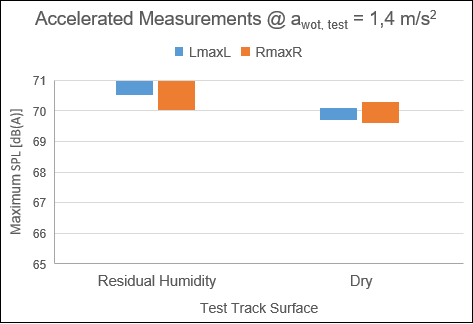 Accelerated Measurements @ awot, test = 1,4 m/s2
LmaxL RmaxR
Maximum SPL [dB(A)]
71
70
69
68
67
66
65
Residual Humidity Dry
Test Track Surface